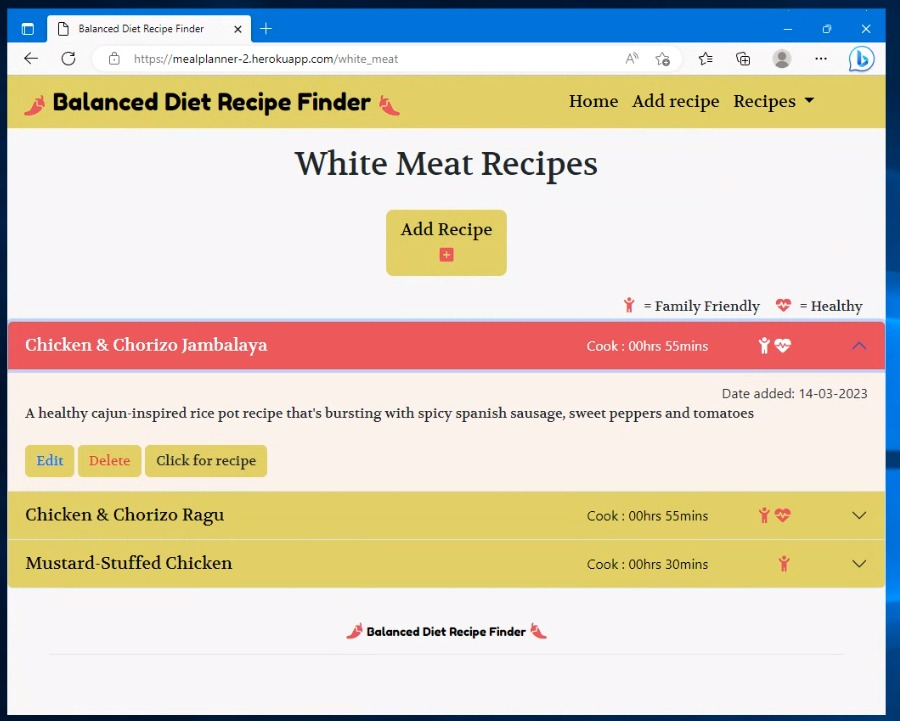 Balanced Diet Recipe Finder
https://mealplanner-2.herokuapp.com/white_meat
Balanced Diet Recipe Finder
Home Add recipe Recipes
White Meat Recipes
Add Recipe
= Family Friendly = Healthy
Chicken & Chorizo Jambalaya Cook : 00hrs 55mins
Date added: 14-03-2023
A healthy cajun-inspired rice pot recipe that's bursting with spicy spanish sausage, sweet peppers and tomatoes
Edit Delete Click for recipe
Chicken & Chorizo Ragu Cook : 00hrs 55mins
Mustard-Stuffed Chicken Cook : 00hrs 30mins
Balanced Diet Recipe Finder